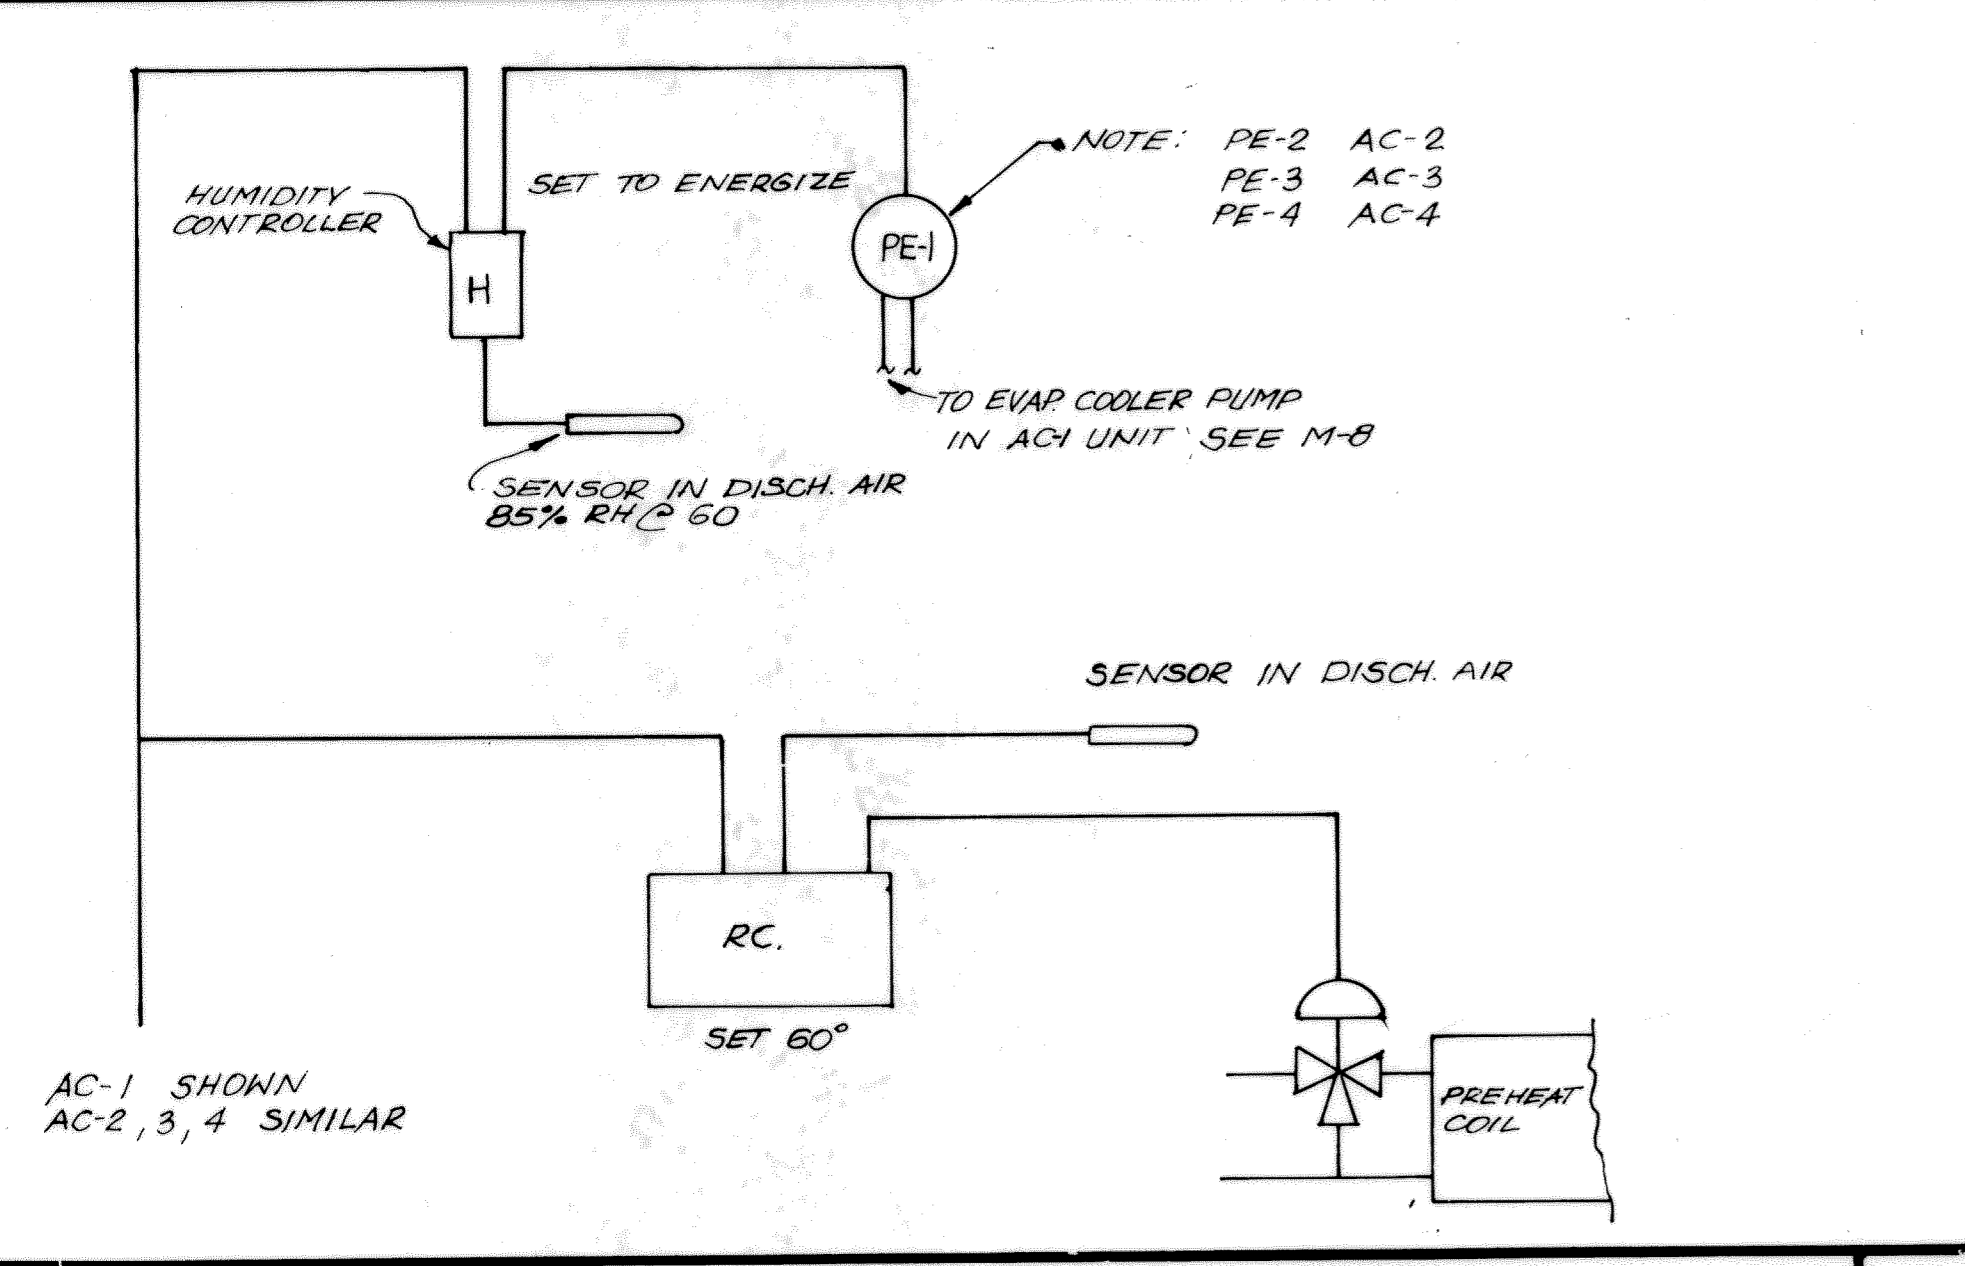 NOTE: PE-2 AC-2
PE-3 AC-3
PE-4 AC-4
HUMIDITY
CONTROLLER
SET TO ENERGIZE
H
PE-1
TO EVAP. COOLER PUMP
IN AC-1 UNIT SEE M-8
SENSOR IN DISCH. AIR
85% RH @ 60
SENSOR IN DISCH. AIR
RC.
SET 60°
AC-1 SHOWN
AC-2, 3, 4 SIMILAR
PREHEAT
COIL